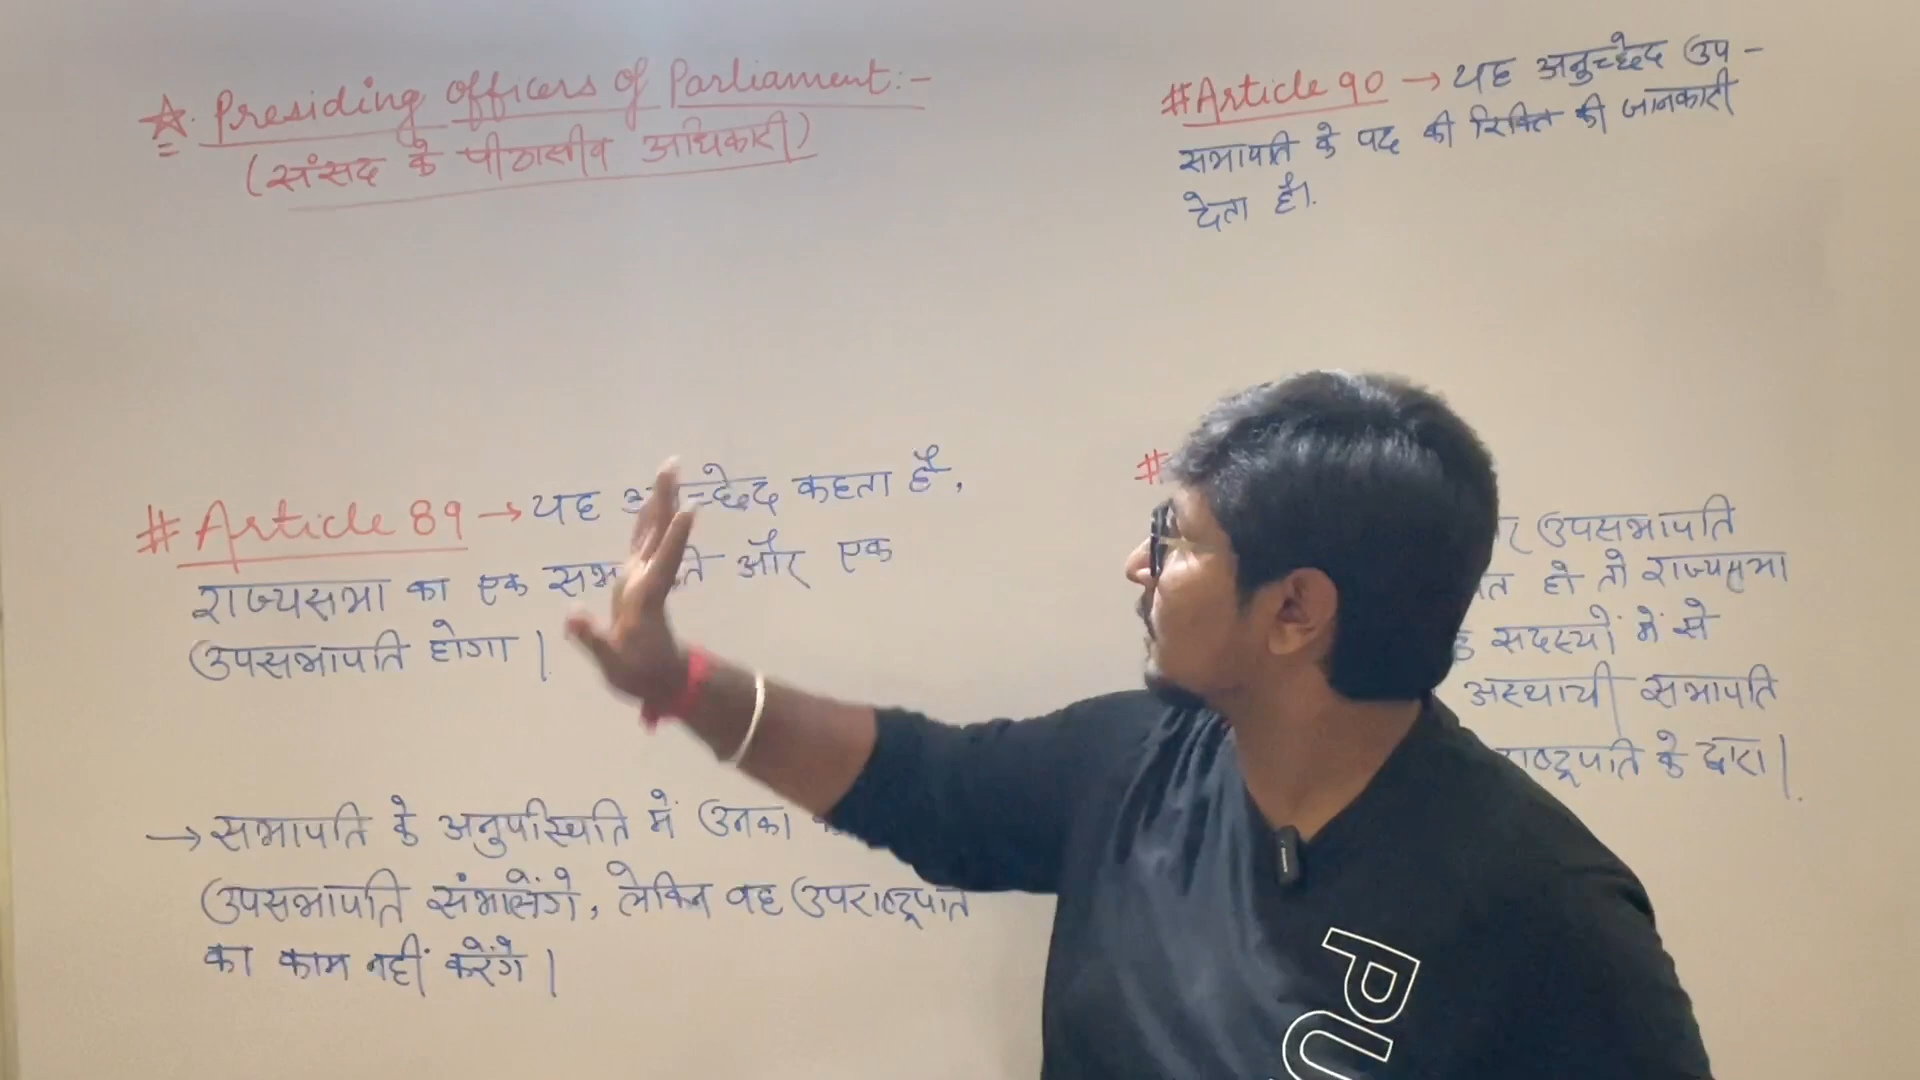 ☆ Presiding officers of Parliament:-
(संसद के पीठासीन अधिकारी)
#Article 89 → यह कहता है,
राज्यसभा का एक और एक
उपसभापति होगा |
→ सभापति के अनुपस्थिति में उनका
उपसभापति संभालेंगे, लेकिन वह उपराष्ट्रपति
का काम नहीं करेंगे |
#Article 90 → यह अनुच्छेद उप -
सभापति के पद की रिक्ति की जानकारी
देता है।.
#
उपसभापति
हो तो राज्यसभा
सदस्यों में से
अस्थायी सभापति
राष्ट्रपति के द्वारा |
PU